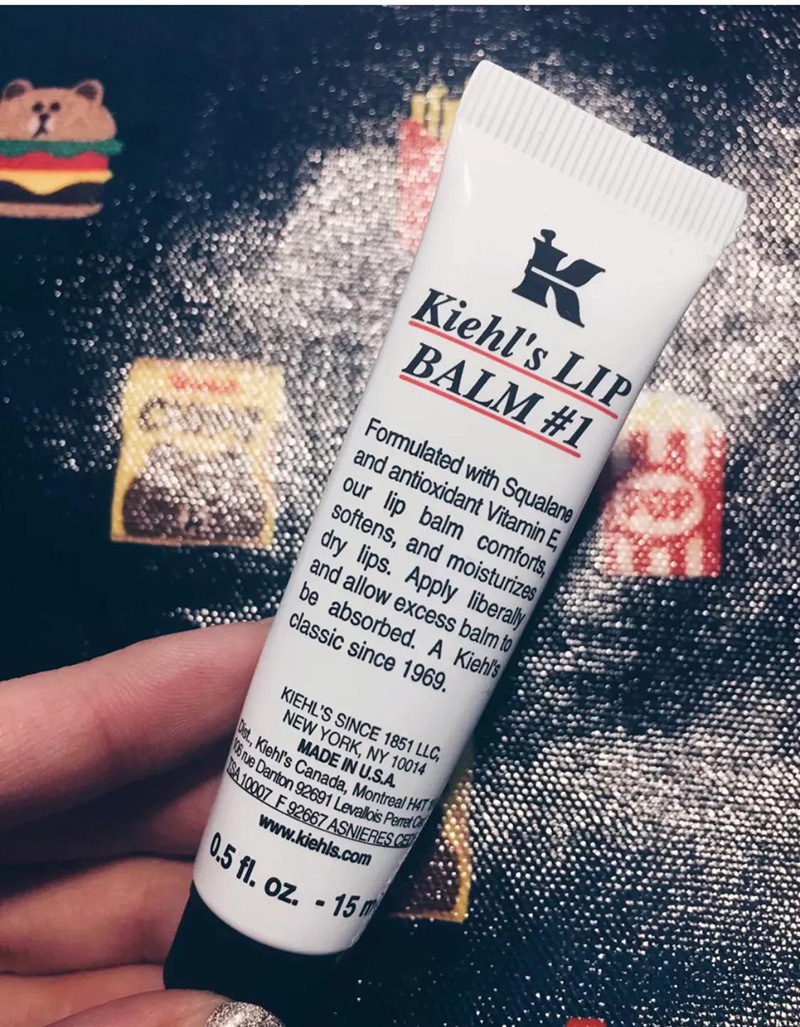 K
Kiehl's LIP
BALM #1
Formulated with Squalane
and antioxidant Vitamin E,
our lip balm comforts,
softens, and moisturizes
dry lips. Apply liberally
and allow excess balm to
be absorbed. A Kiehl's
classic since 1969.
KIEHL'S SINCE 1851 LLC,
NEW YORK, NY 10014
MADE IN U.S.A.
Dist., Kiehl's Canada, Montreal H4T
rue Danton 92691 Levallois Perret
TSA 10007 F 92667 ASNIERES
www.kiehls.com
0.5 fl. oz. - 15